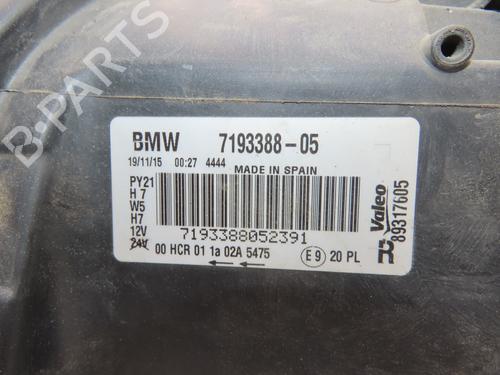 B-PARTS
BMW 7193388-05
19/11/15 00:27 4444
MADE IN SPAIN
PY21
H 7
W5
H7
12V
24V
7193388052391
00 HCR 01 1a 02A 5475
E 9 20 PL
Valeo
89317605